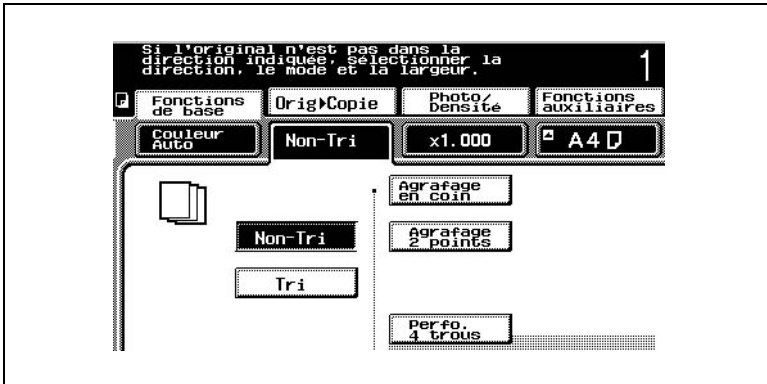 Si l'original n'est pas dans la
direction indiquée, sélectionner la
direction, le mode et la largeur.
1
Fonctions
de base
Orig▸Copie
Photo/
Densité
Fonctions
auxiliaires
Couleur
Auto
Non-Tri
x1.000
A4
Agrafage
en coin
Non-Tri
Agrafage
2 points
Tri
Perfo.
4 trous